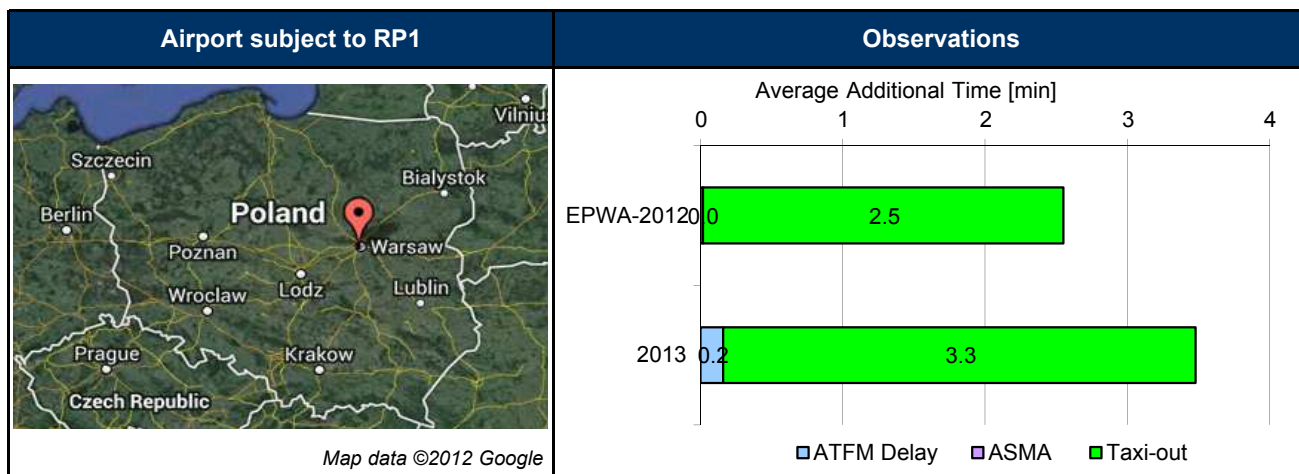 Airport subject to RP1
Observations
Vilniu
Szczecin
Bialystok
Berlin
Poland
Warsaw
Poznan
Lodz
Lublin
Wroclaw
Prague
Krakow
Czech Republic
Map data ©2012 Google
Average Additional Time [min]
0 1 2 3 4
EPWA-2012 0.0 2.5
2013 0.2 3.3
ATFM Delay ASMA Taxi-out